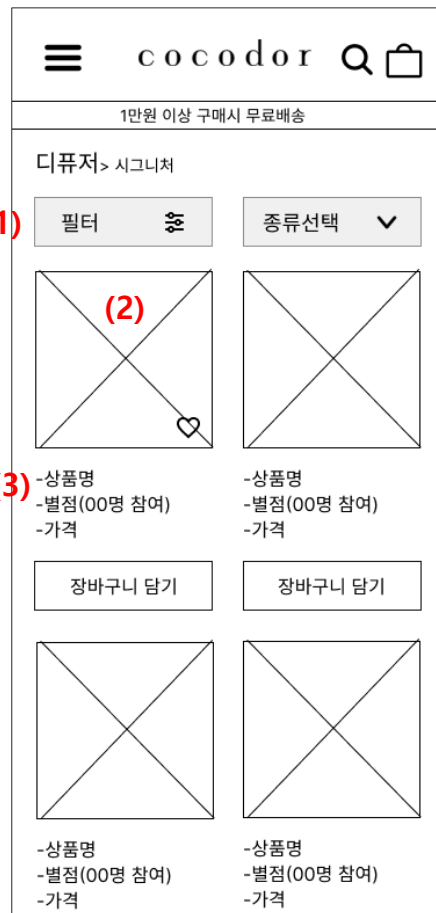 cocodor
1만원 이상 구매시 무료배송
디퓨저> 시그니처
1) 필터 종류선택
(2)
3) -상품명 -상품명
-별점(00명 참여) -별점(00명 참여)
-가격 -가격
장바구니 담기 장바구니 담기
-상품명 -상품명
-별점(00명 참여) -별점(00명 참여)
-가격 -가격